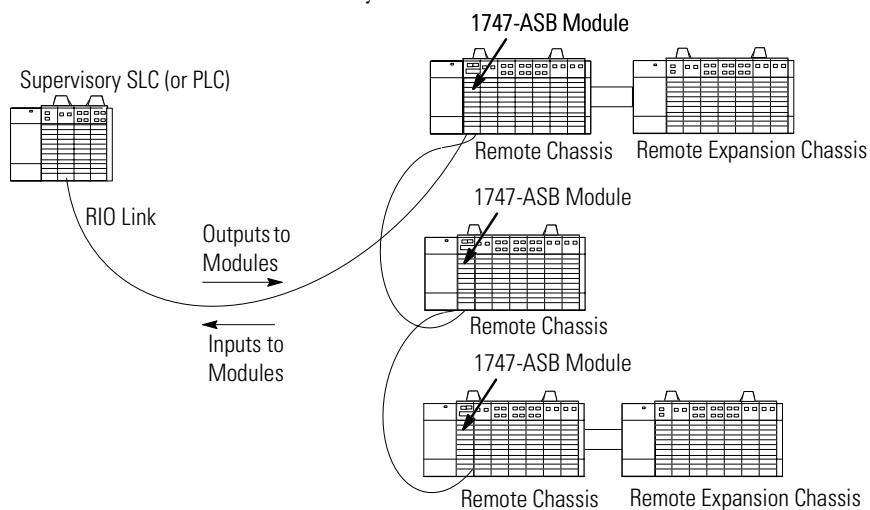 1747-ASB Module
Supervisory SLC (or PLC)
Remote Chassis
Remote Expansion Chassis
1747-ASB Module
RIO Link
Outputs to
Modules
Remote Chassis
Inputs to
Modules
1747-ASB Module
Remote Chassis
Remote Expansion Chassis